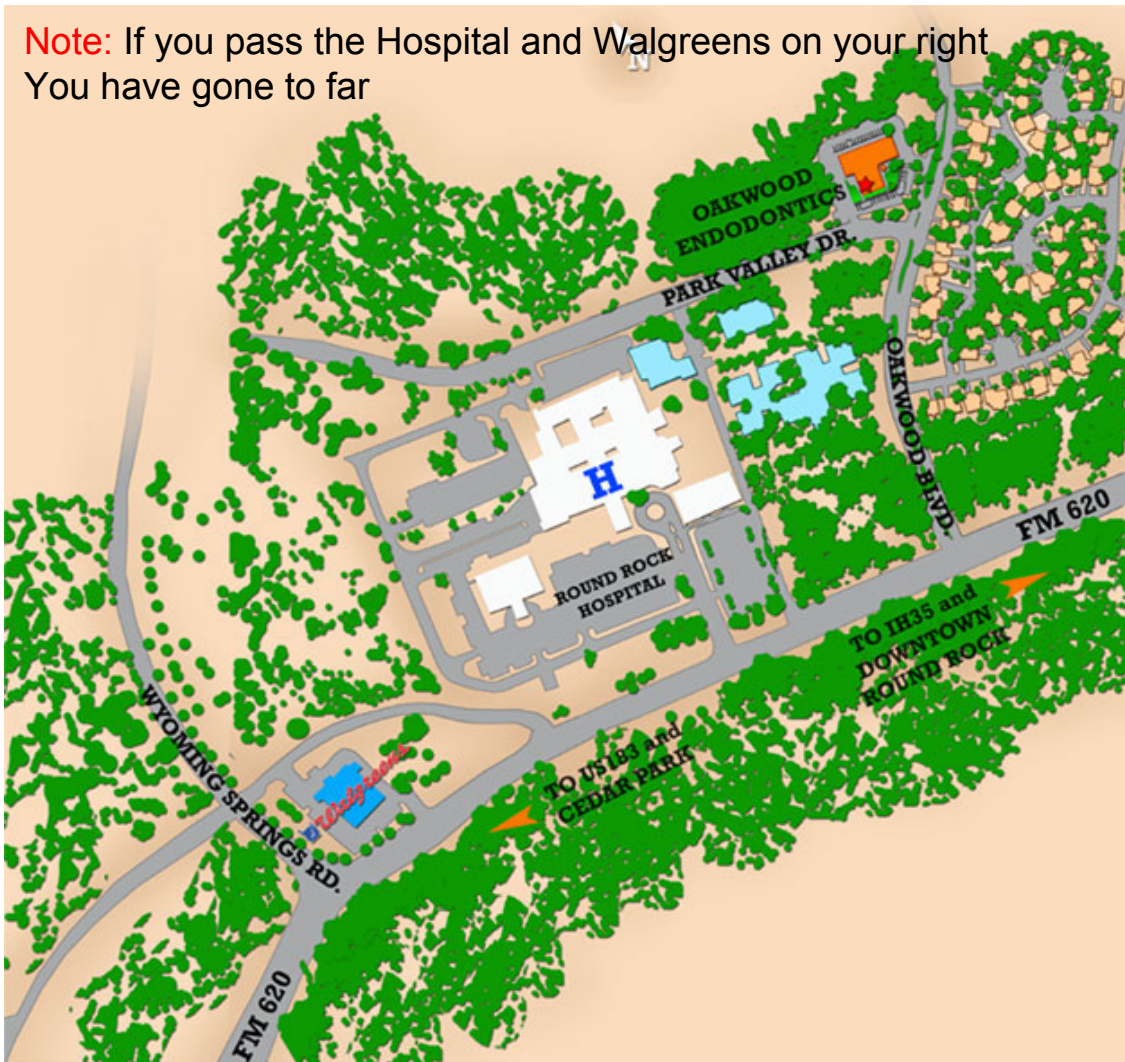 Note: If you pass the Hospital and Walgreens on your right
You have gone to far
N
OAKWOOD
ENDODONTICS
PARK VALLEY DR.
OAKWOOD BLVD.
FM 620
H
ROUND ROCK
HOSPITAL
TO IH35 and
DOWNTOWN
ROUND ROCK
WYOMING SPRINGS RD.
Walgreens
TO US183 and
CEDAR PARK
FM 620